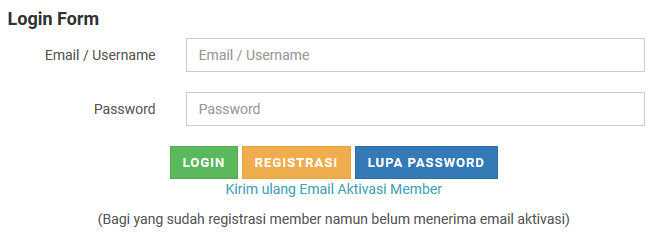 Login Form
Email / Username Email / Username
Password Password
LOGIN REGISTRASI LUPA PASSWORD
Kirim ulang Email Aktivasi Member
(Bagi yang sudah registrasi member namun belum menerima email aktivasi)